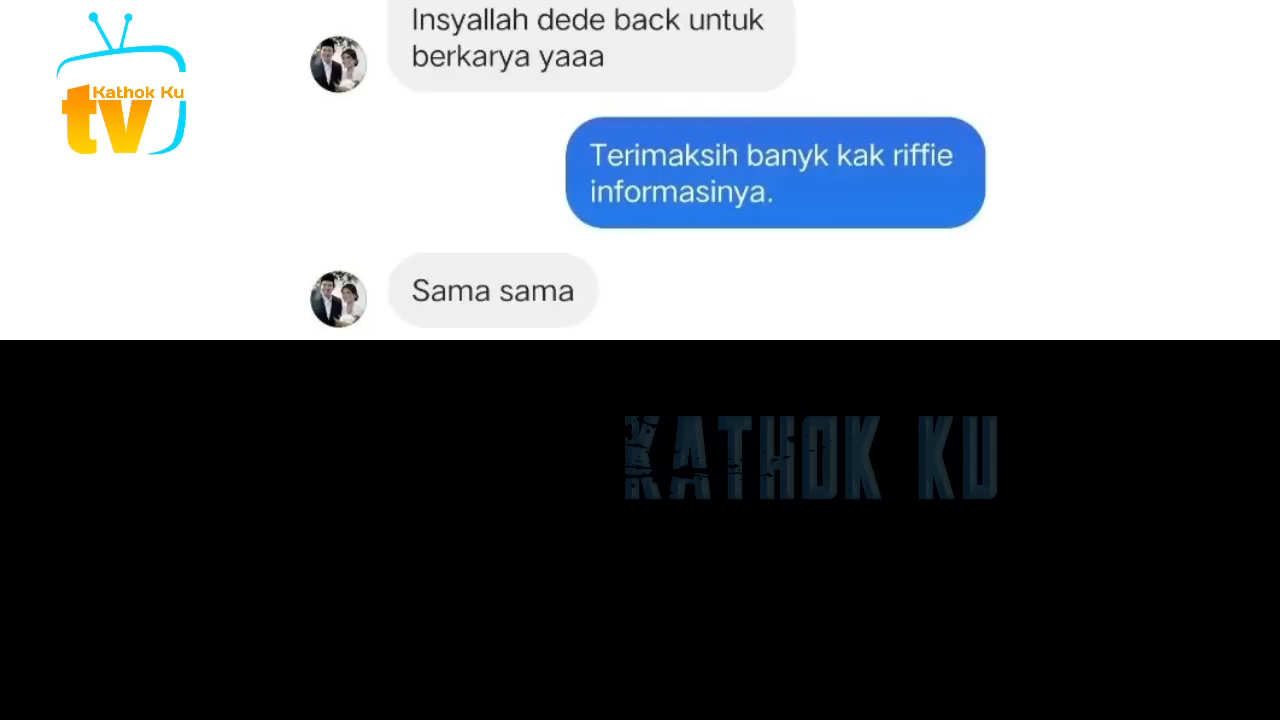 Insyallah dede back untuk
berkarya yaaa
Kathok Ku
tv
Terimaksih banyk kak riffie
informasinya.
Sama sama
KATHOK KU